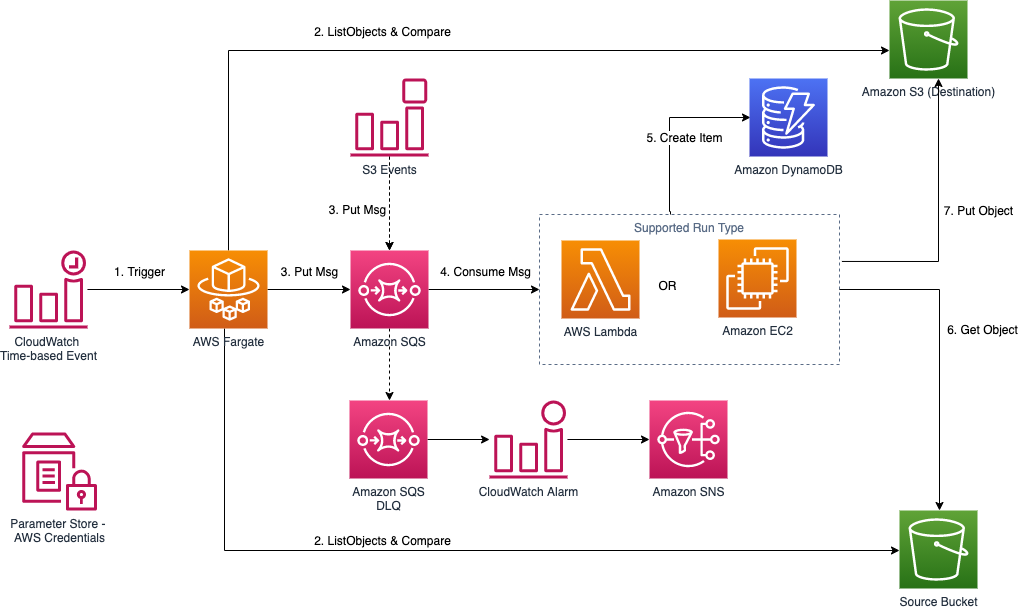 2. ListObjects & Compare
Amazon S3 (Destination)
S3 Events
5. Create Item
Amazon DynamoDB
3. Put Msg
7. Put Object
Supported Run Type
1. Trigger
3. Put Msg
4. Consume Msg
OR
AWS Lambda
Amazon EC2
6. Get Object
CloudWatch
Time-based Event
AWS Fargate
Amazon SQS
Amazon SQS
DLQ
CloudWatch Alarm
Amazon SNS
Parameter Store -
AWS Credentials
2. ListObjects & Compare
Source Bucket